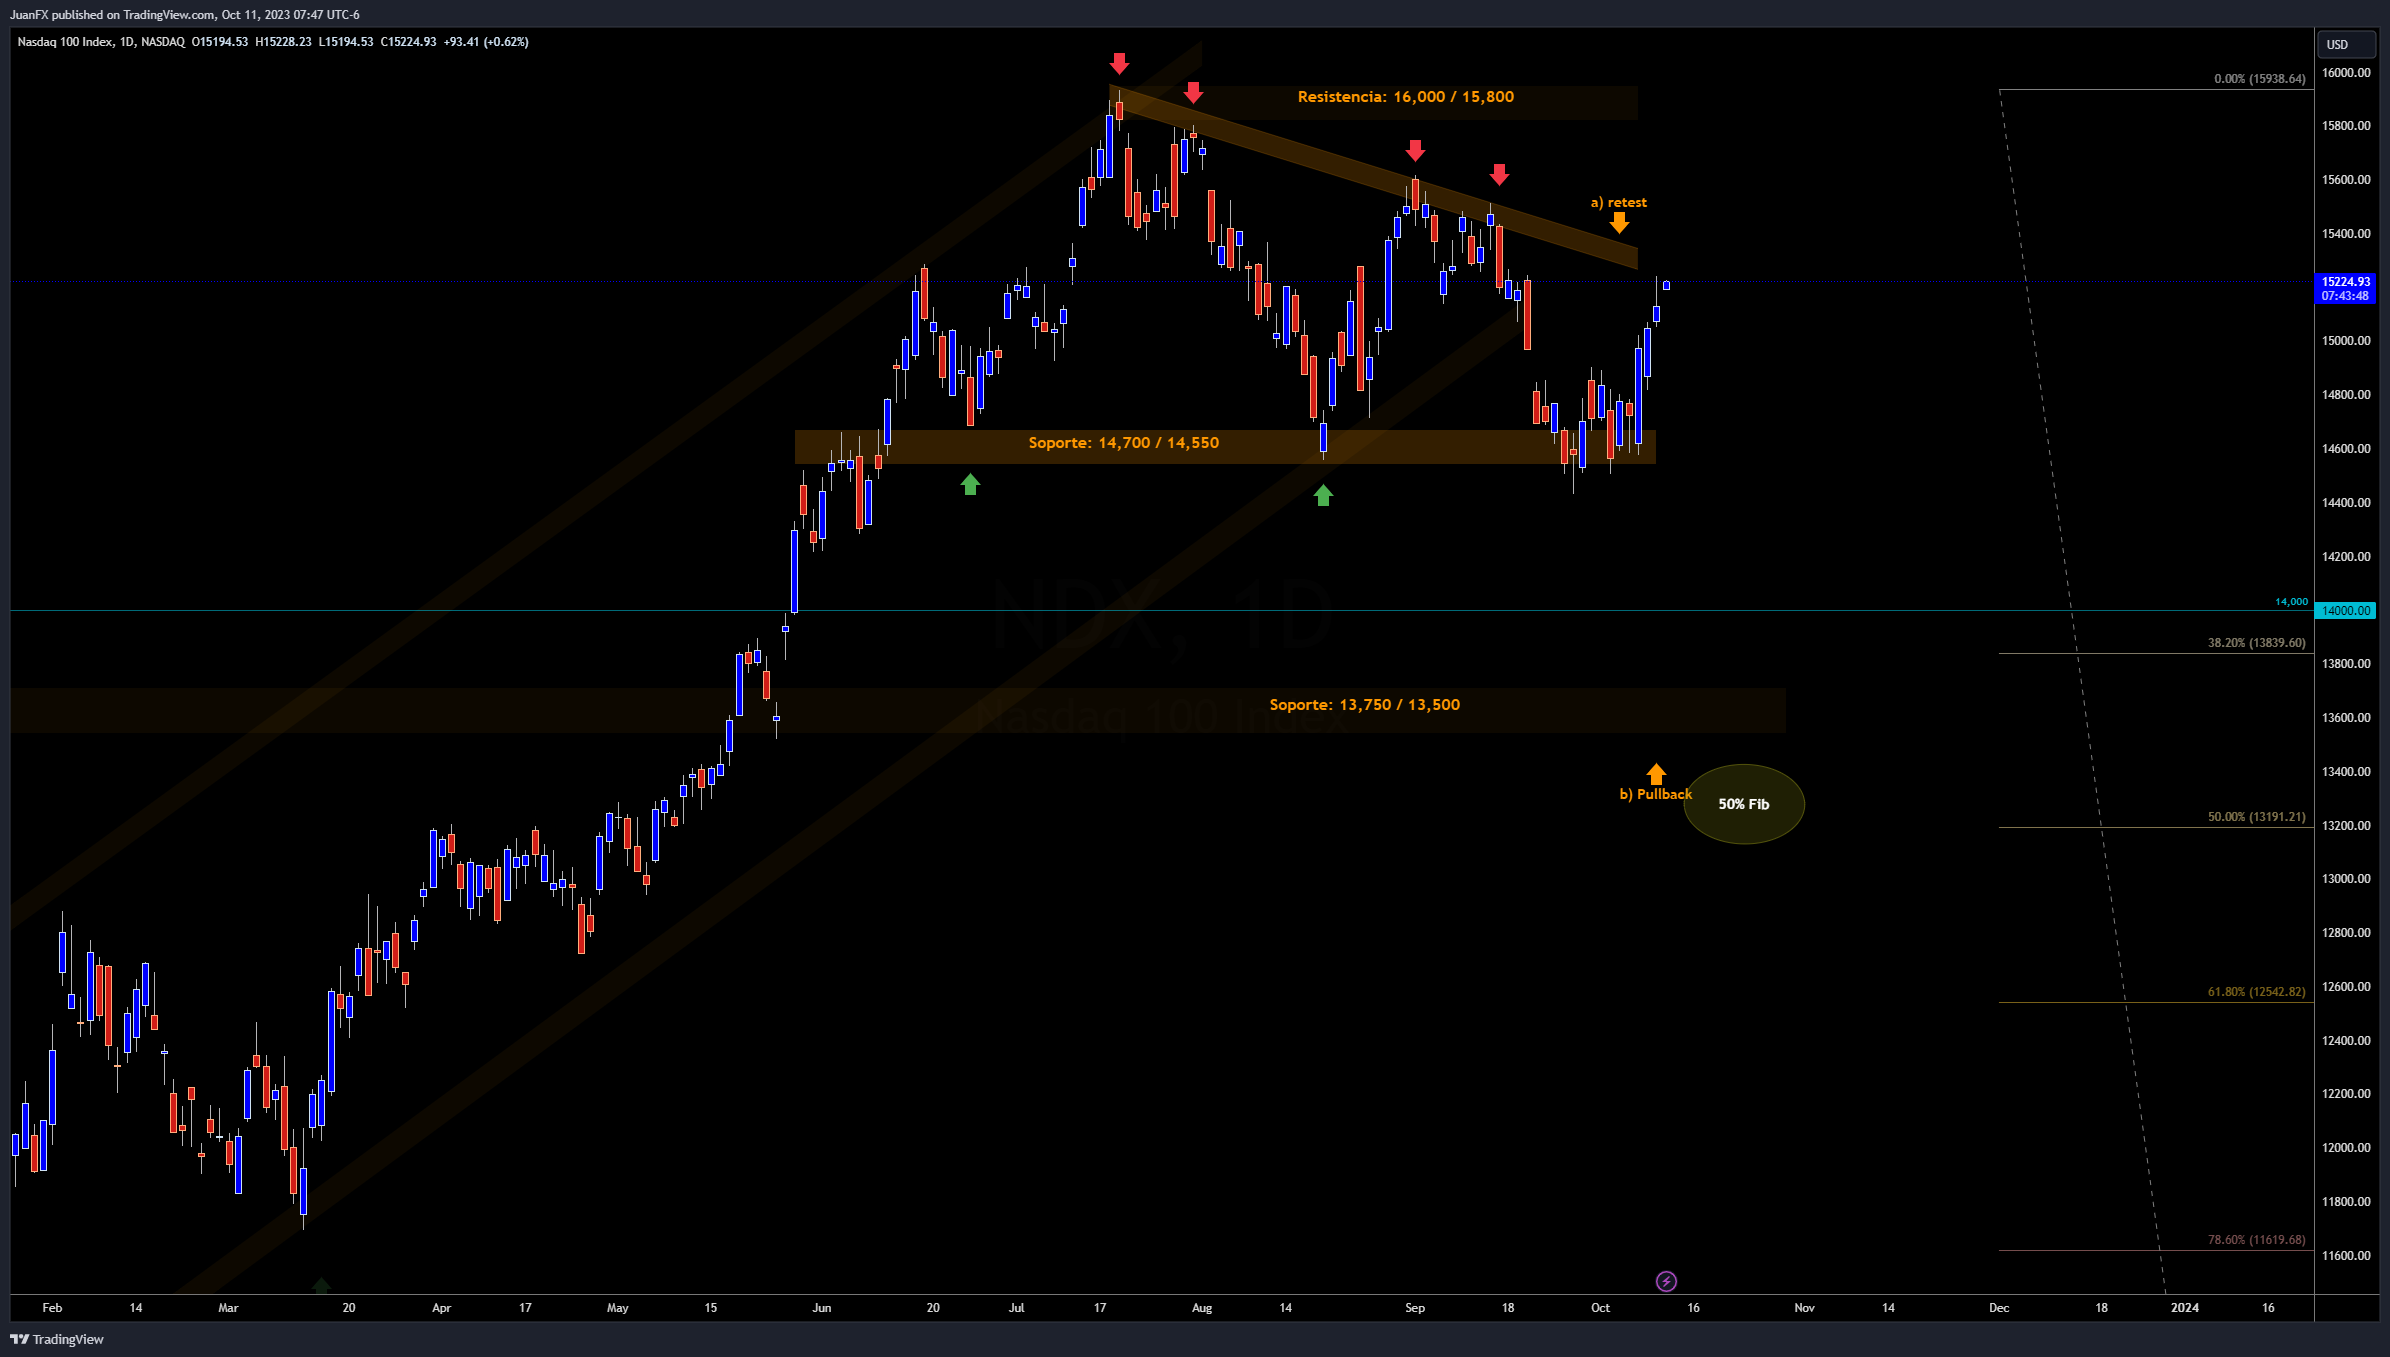 JuanFX published on TradingView.com, Oct 11, 2023 07:47 UTC-6
Nasdaq 100 Index, 1D, NASDAQ O15194.53 H15228.23 L15194.53 C15224.93 +93.41 (+0.62%)
USD
16000.00
0.00% (15938.64)
Resistencia: 16,000 / 15,800
15800.00
15600.00
a) retest
15400.00
15224.93
07:43:48
15000.00
14800.00
Soporte: 14,700 / 14,550
14600.00
14400.00
14200.00
NDX, 1D
14,000
14000.00
38.20% (13839.60)
13800.00
Soporte: 13,750 / 13,500
Nasdaq 100 Index
13600.00
13400.00
b) Pullback
50% Fib
50.00% (13191.21)
13200.00
13000.00
12800.00
61.80% (12542.82)
12600.00
12400.00
12200.00
12000.00
11800.00
78.60% (11619.68)
11600.00
Feb 14 Mar 20 Apr 17 May 15 Jun 20 Jul 17 Aug 14 Sep 18 Oct 16 Nov 14 Dec 18 2024 16
TradingView